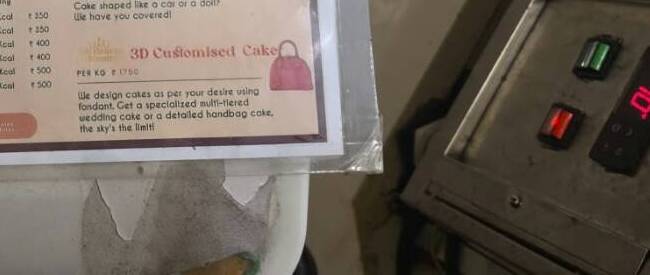 Cake shaped like a car or a doll?
We have you covered!
Kcal ₹ 350
Kcal ₹ 350
Kcal ₹ 400
Kcal ₹ 400
Kcal ₹ 500
Kcal ₹ 500
3D Customised Cake
PER KG ₹ 1750
We design cakes as per your desire using
fondant. Get a specialized multi-tiered
wedding cake or a detailed handbag cake,
the sky's the limit!